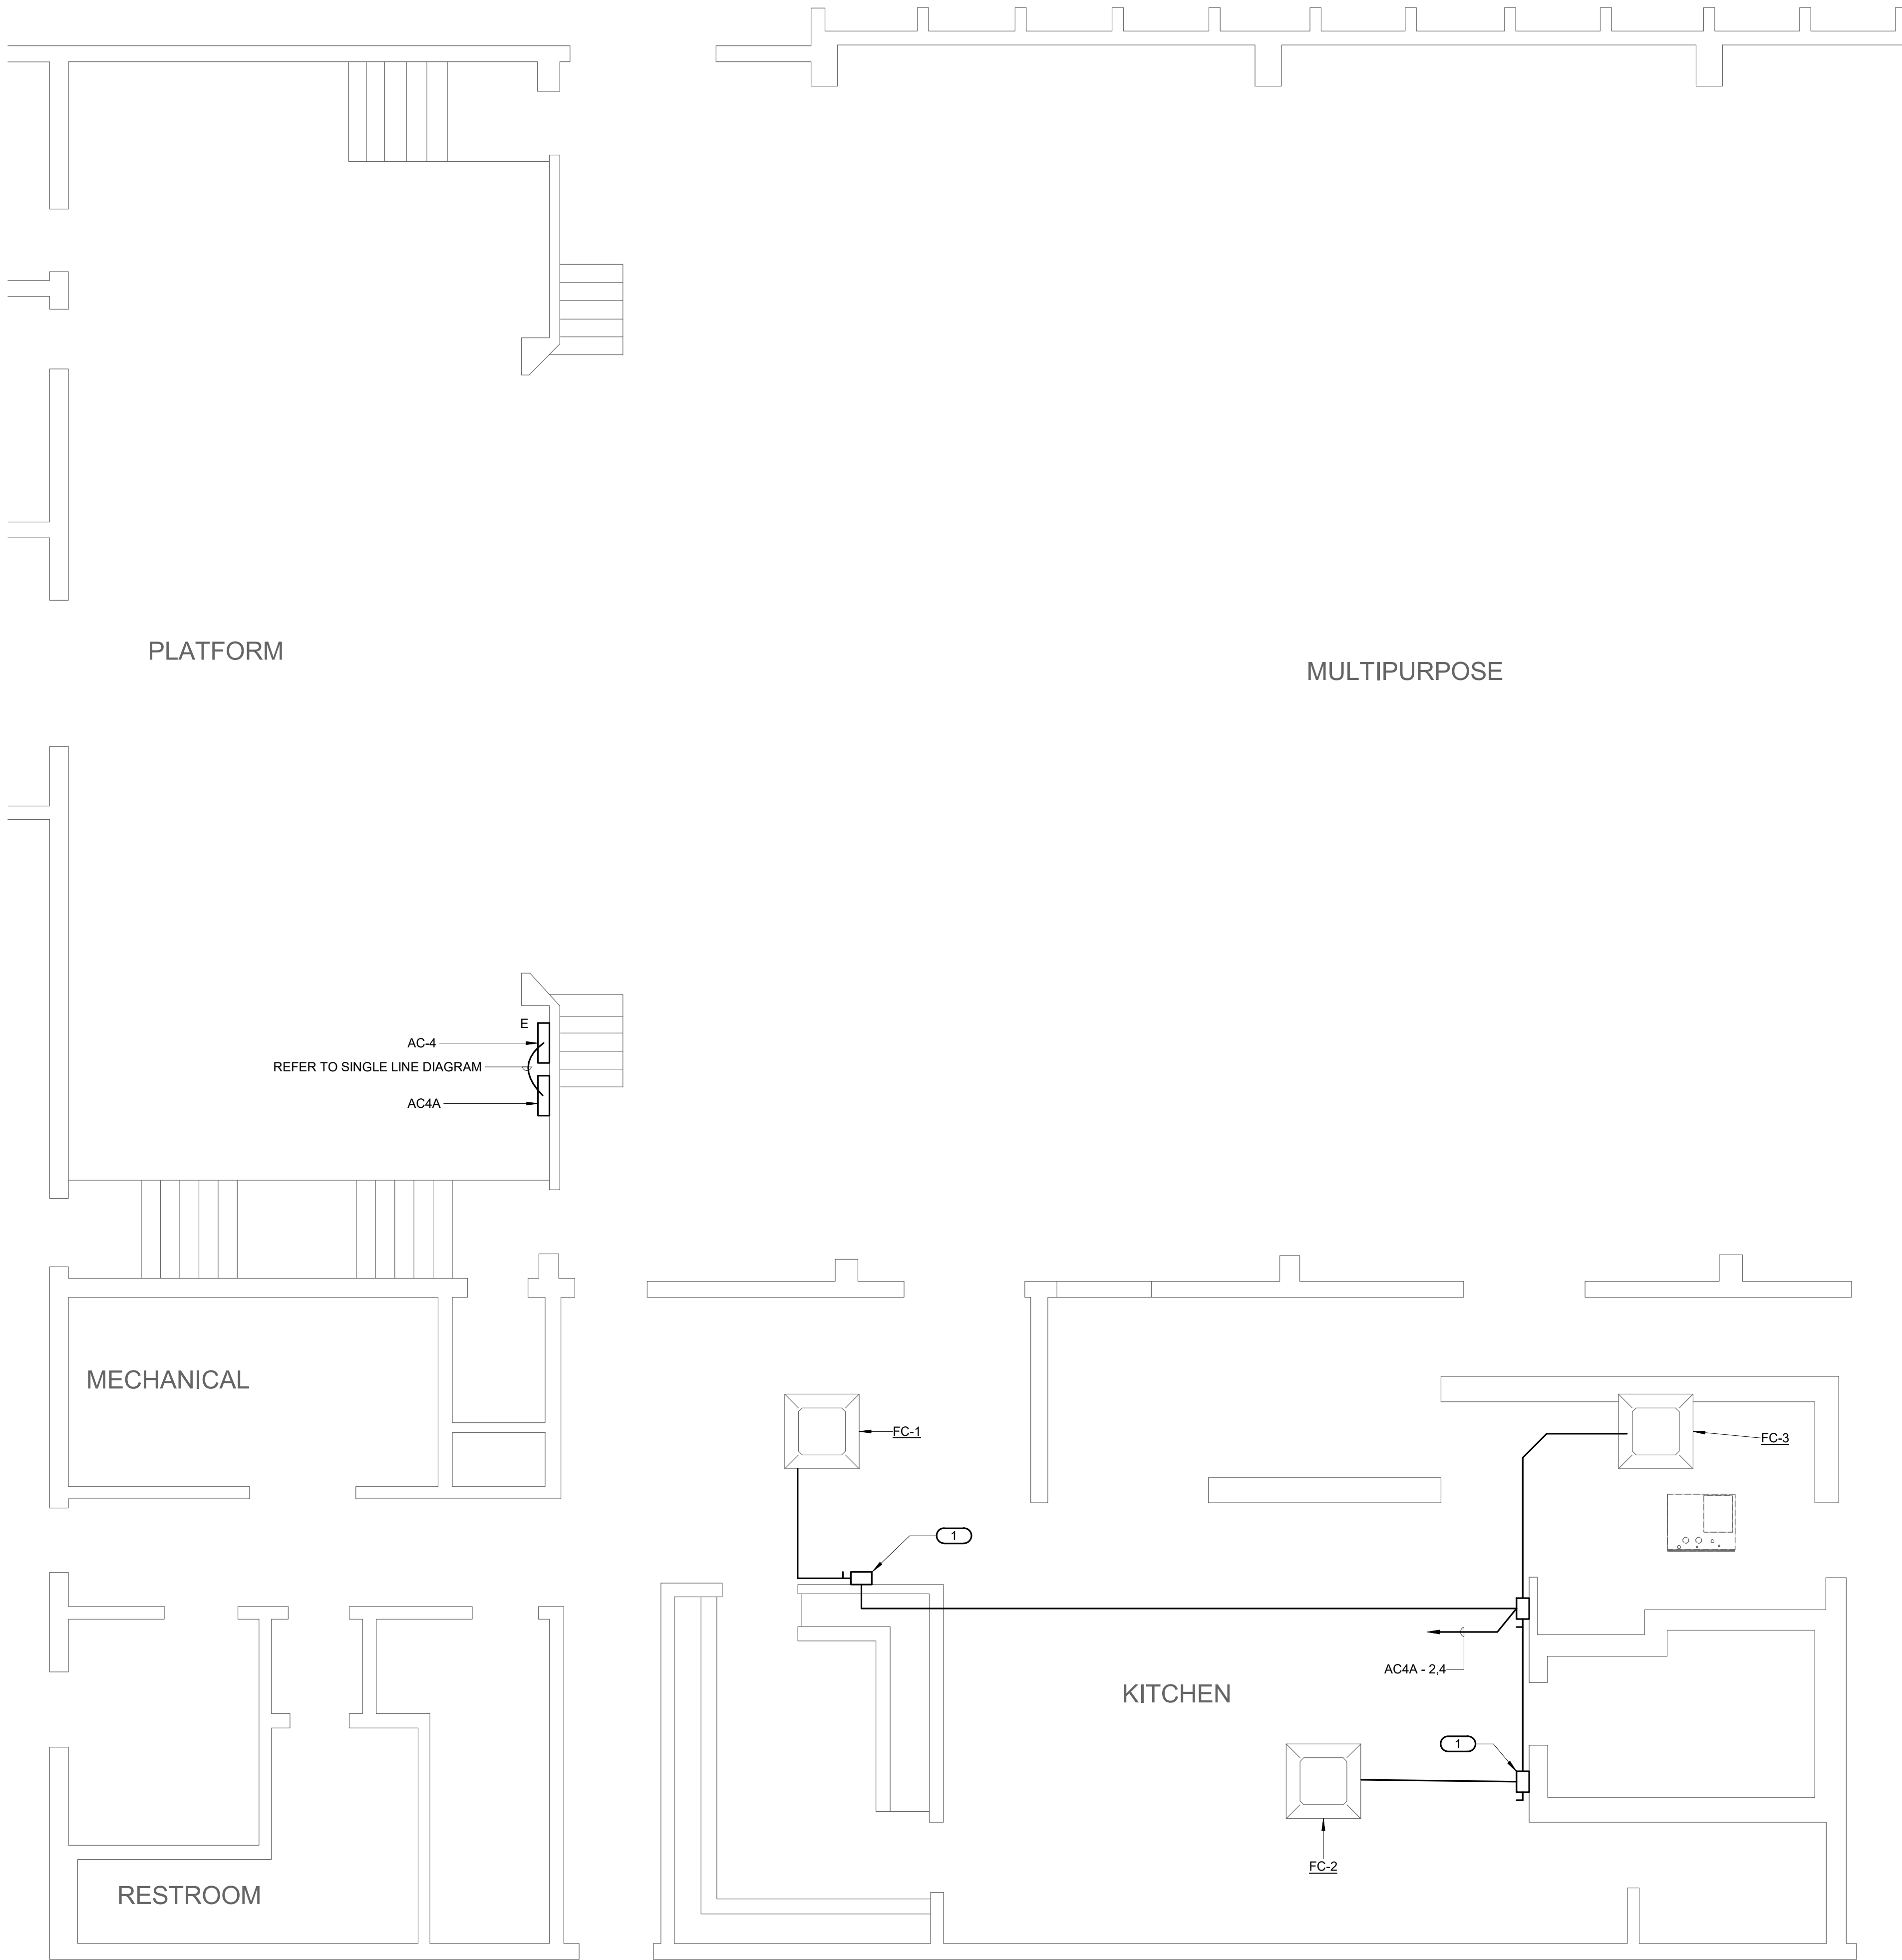 PLATFORM
MULTIPURPOSE
E
AC-4
REFER TO SINGLE LINE DIAGRAM
AC4A
MECHANICAL
FC-1
FC-3
1
AC4A - 2,4
KITCHEN
1
FC-2
RESTROOM